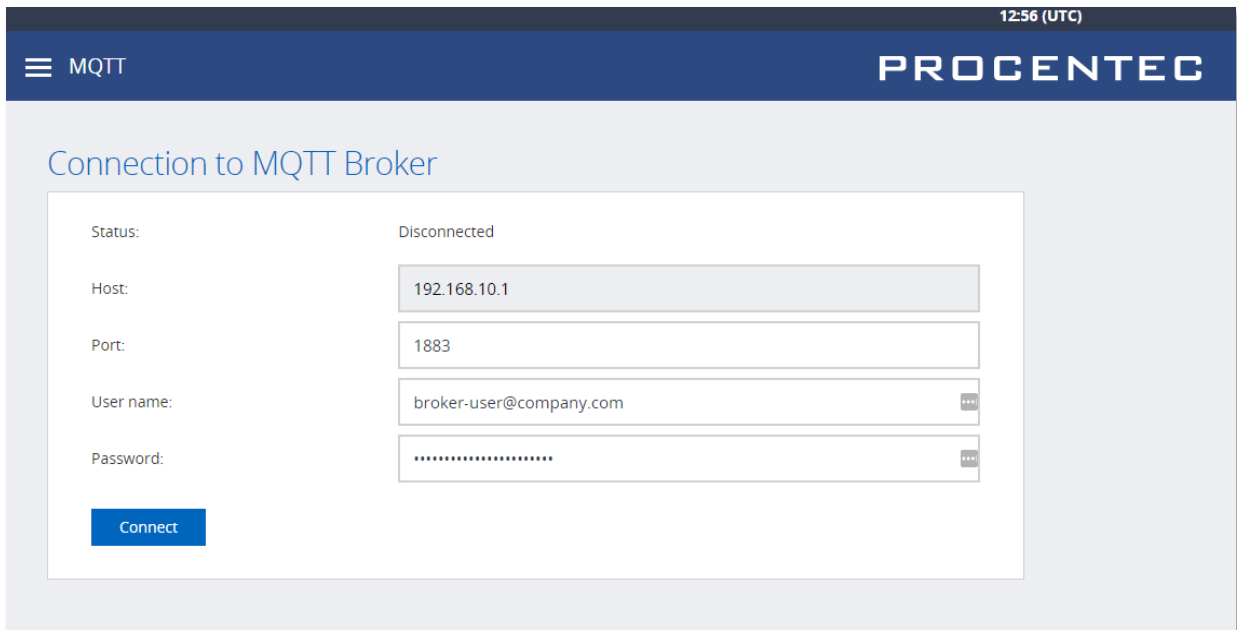 12:56 (UTC)
MQTT PROCENTEC
Connection to MQTT Broker
Status: Disconnected
Host: 192.168.10.1
Port: 1883
User name: broker-user@company.com
Password: •••••••••••••••••••••••
Connect